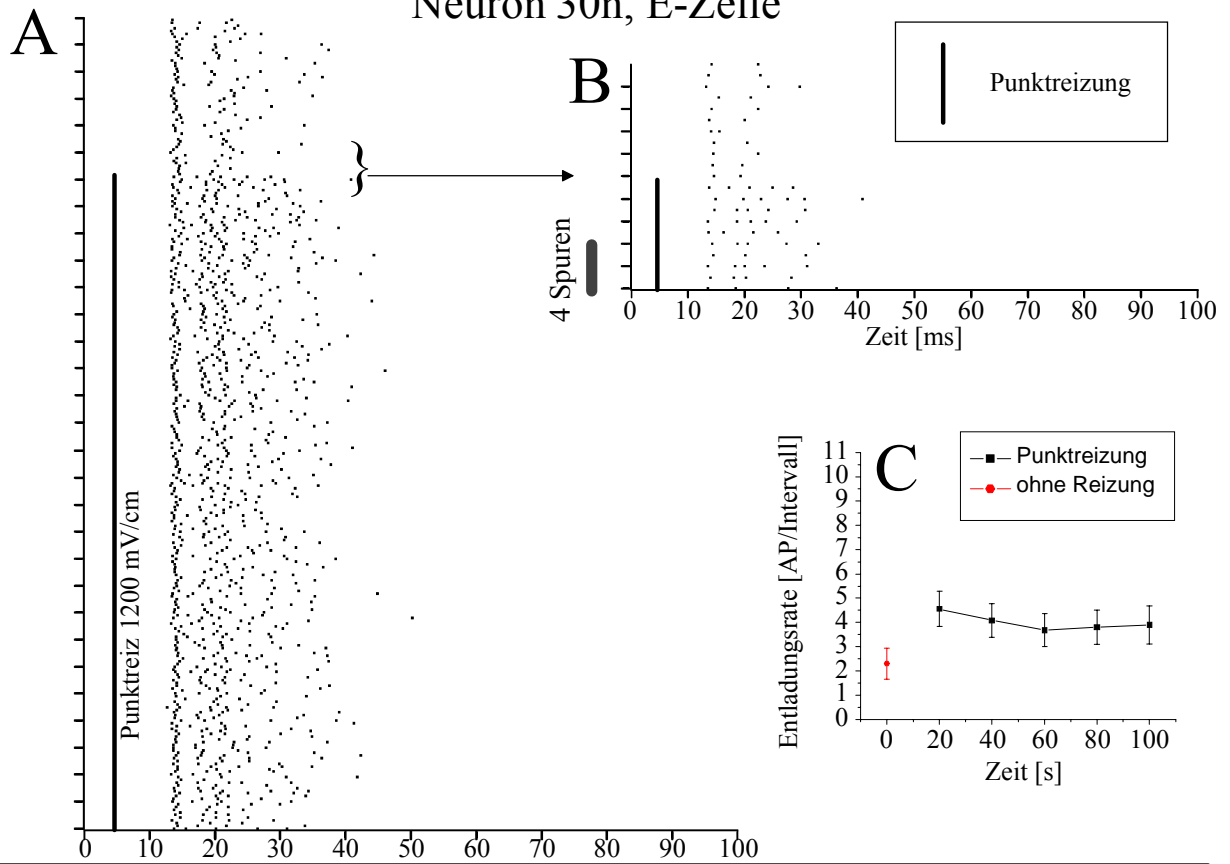 Neuron 30h, E-Zelle
A
Punktreiz 1200 mV/cm
0 10 20 30 40 50 60 70 80 90 100
}
B
Punktreizung
4 Spuren
0 10 20 30 40 50 60 70 80 90 100
Zeit [ms]
C
Punktreizung
ohne Reizung
Entladungsrate [AP/Intervall]
11
10
9
8
7
6
5
4
3
2
1
0
0 20 40 60 80 100
Zeit [s]